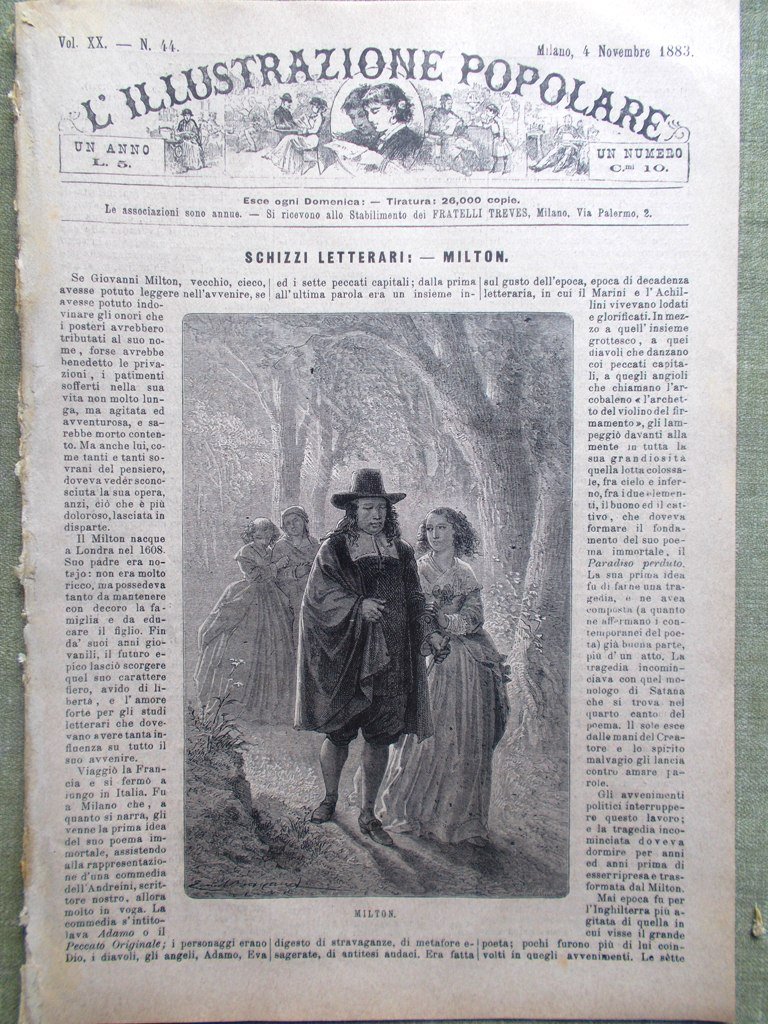 Vol. XX. — N. 44.
Milano, 4 Novembre 1883.
L'ILLUSTRAZIONE POPOLARE
UN ANNO
L. 5.
UN NUMERO
C.mi 10.
Esce ogni Domenica: — Tiratura: 26,000 copie.
Le associazioni sono annue. — Si ricevono allo Stabilimento dei FRATELLI TREVES, Milano, Via Palermo, 2.
SCHIZZI LETTERARI: — MILTON.
Se Giovanni Milton, vecchio, cieco,
avesse potuto leggere nell'avvenire, se
avesse potuto indo-
vinare gli onori che
i posteri avrebbero
tributati al suo no-
me, forse avrebbe
benedetto le priva-
zioni, i patimenti
sofferti nella sua
vita non molto lun-
ga, ma agitata ed
avventurosa, e sa-
rebbe morto conten-
to. Ma anche lui, co-
me tanti e tanti so-
vrani del pensiero,
doveva veder scono-
sciuta la sua opera,
anzi, ciò che è più
doloroso, lasciata in
disparte.
Il Milton nacque
a Londra nel 1608.
Suo padre era no-
tajo: non era molto
ricco, ma possedeva
tanto da mantenere
con decoro la fa-
miglia e da edu-
care il figlio. Fin
da' suoi anni gio-
vanili, il futuro e-
pico lasciò scorgere
quel suo carattere
fiero, avido di li-
bertà, e l'amore
forte per gli studi
letterari che dove-
vano avere tanta in-
fluenza su tutto il
suo avvenire.
Viaggiò la Fran-
cia e si fermò a
lungo in Italia. Fu
a Milano che, a
quanto si narra, gli
venne la prima idea
del suo poema im-
mortale, assistendo
alla rappresentazio-
ne d'una commedia
dell'Andreini, scrit-
tore nostro, allora
molto in voga. La
commedia s'intito-
lava Adamo o il
Peccato Originale; i personaggi erano
Dio, i diavoli, gli angeli, Adamo, Eva
ed i sette peccati capitali; dalla prima
all'ultima parola era un insieme in-
MILTON.
digesto di stravaganze, di metafore e-
sagerate, di antitesi audaci. Era fatta
sul gusto dell'epoca, epoca di decadenza
letteraria, in cui il Marini e l'Achil-
lini vivevano lodati
e glorificati. In mez-
zo a quell'insieme
grottesco, a quei
diavoli che danzano
coi peccati capita-
li, a quegli angioli
che chiamano l'ar-
cobaleno « l'archet-
to del violino del fir-
mamento », gli lam-
peggiò davanti alla
mente in tutta la
sua grandiosità
quella lotta colossa-
le, fra cielo e infer-
no, fra i due elemen-
ti, il buono ed il cat-
tivo, che doveva
formare il fonda-
mento del suo poe-
ma immortale, il
Paradiso perduto.
La sua prima idea
fu di farne una tra-
gedia, e ne avea
composta (a quanto
ne affermano i con-
temporanei del poe-
ta) già buona parte,
più d'un atto. La
tragedia incomin-
ciava con quel mo-
nologo di Satana
che si trova nel
quarto canto del
poema. Il sole esce
dalle mani del Crea-
tore e lo spirito
malvagio gli lancia
contro amare pa-
role.
Gli avvenimenti
politici interruppe-
ro questo lavoro;
e la tragedia inco-
minciata doveva
dormire per anni
ed anni prima di
esser ripresa e tras-
formata dal Milton.
Mai epoca fu per
l'Inghilterra più a-
gitata di quella in
cui visse il grande
poeta; pochi furono più di lui coin-
volti in quegli avvenimenti. Le sètte